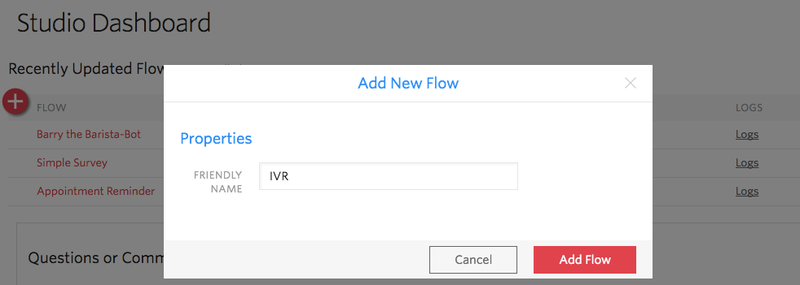 Studio Dashboard
Recently Updated Flow
Add New Flow
FLOW
LOGS
Barry the Barista-Bot
Logs
Properties
Simple Survey
Logs
FRIENDLY
NAME
IVR
Appointment Reminder
Logs
Questions or Comm
Cancel
Add Flow